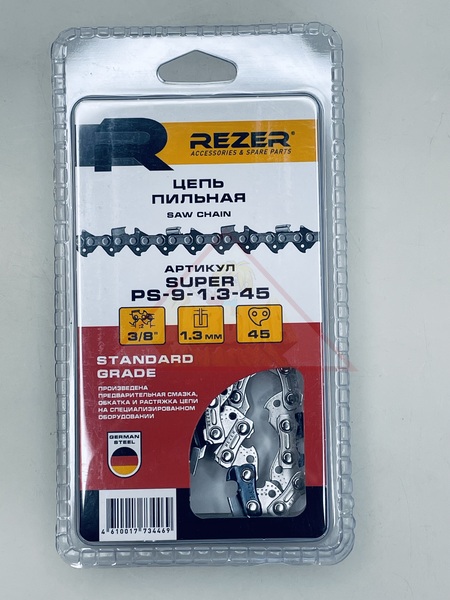 REZER®
ACCESSORIES & SPARE PARTS
ЦЕПЬ
ПИЛЬНАЯ
SAW CHAIN
АРТИКУЛ
SUPER
PS-9-1.3-45
3/8"
1.3 мм
45
STANDARD
GRADE
ПРОИЗВЕДЕНА
ПРЕДВАРИТЕЛЬНАЯ СМАЗКА,
ОБКАТКА И РАСТЯЖКА ЦЕПИ
НА СПЕЦИАЛИЗИРОВАННОМ
ОБОРУДОВАНИИ
GERMAN
STEEL
REZER
4 610017 734469